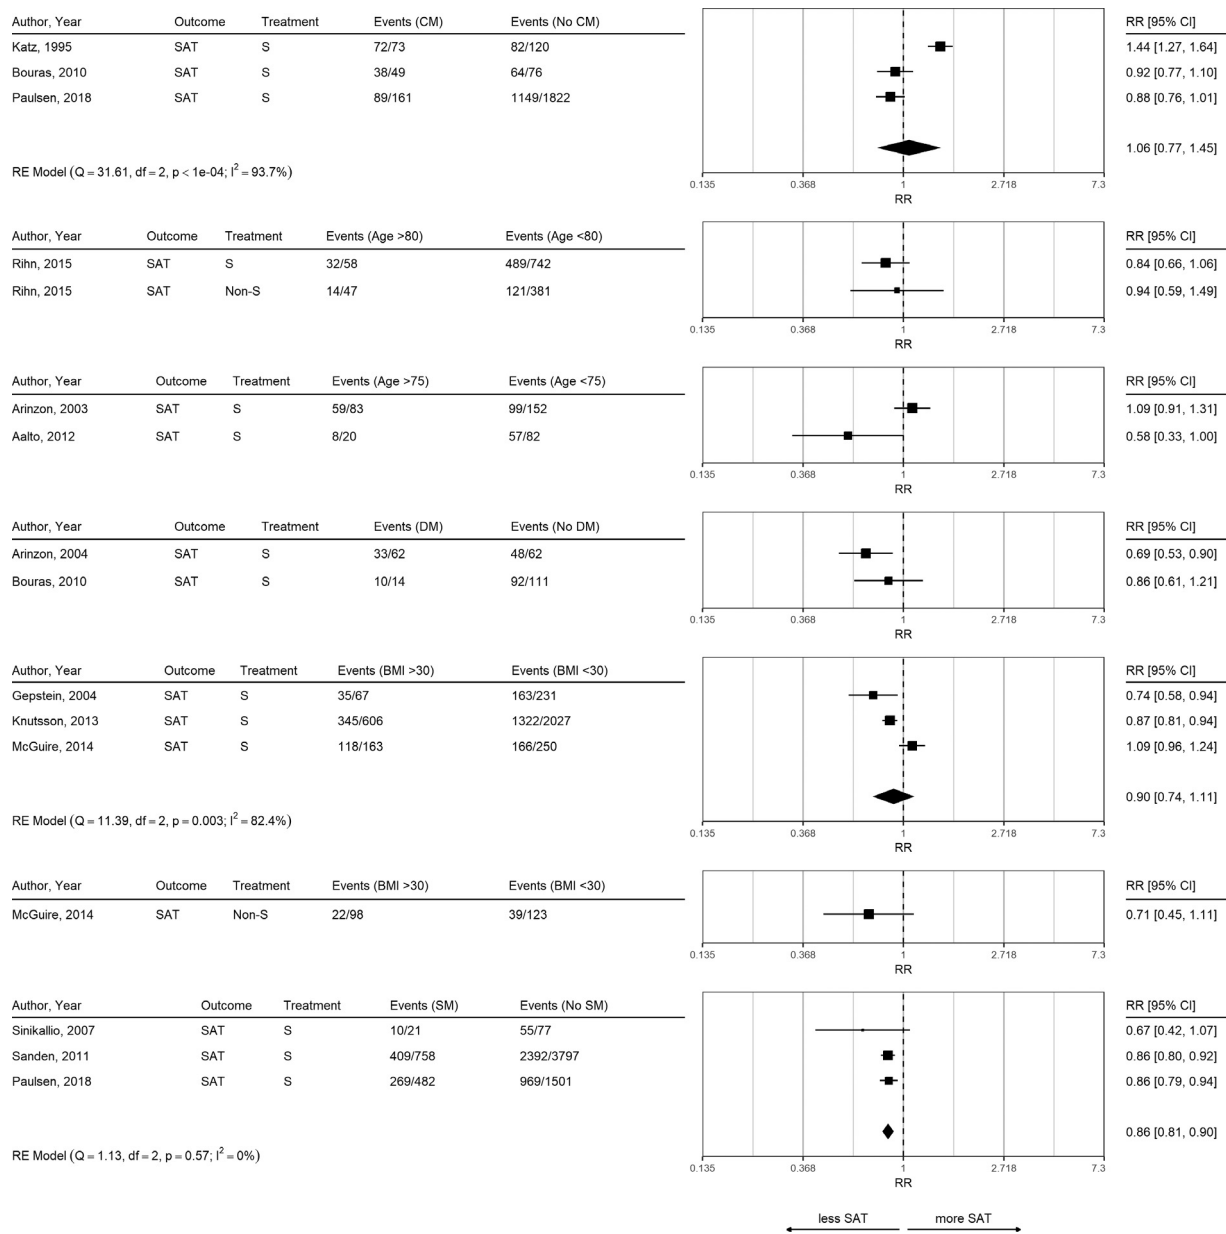 Author, Year Outcome Treatment Events (CM) Events (No CM) RR [95% CI]
Katz, 1995 SAT S 72/73 82/120 1.44 [1.27, 1.64]
Bouras, 2010 SAT S 38/49 64/76 0.92 [0.77, 1.10]
Paulsen, 2018 SAT S 89/161 1149/1822 0.88 [0.76, 1.01]
1.06 [0.77, 1.45]
RE Model (Q = 31.61, df = 2, p < 1e-04; I² = 93.7%)
0.135 0.368 1 2.718 7.3
RR
Author, Year Outcome Treatment Events (Age >80) Events (Age <80) RR [95% CI]
Rihn, 2015 SAT S 32/58 489/742 0.84 [0.66, 1.06]
Rihn, 2015 SAT Non-S 14/47 121/381 0.94 [0.59, 1.49]
0.135 0.368 1 2.718 7.3
RR
Author, Year Outcome Treatment Events (Age >75) Events (Age <75) RR [95% CI]
Arinzon, 2003 SAT S 59/83 99/152 1.09 [0.91, 1.31]
Aalto, 2012 SAT S 8/20 57/82 0.58 [0.33, 1.00]
0.135 0.368 1 2.718 7.3
RR
Author, Year Outcome Treatment Events (DM) Events (No DM) RR [95% CI]
Arinzon, 2004 SAT S 33/62 48/62 0.69 [0.53, 0.90]
Bouras, 2010 SAT S 10/14 92/111 0.86 [0.61, 1.21]
0.135 0.368 1 2.718 7.3
RR
Author, Year Outcome Treatment Events (BMI >30) Events (BMI <30) RR [95% CI]
Gepstein, 2004 SAT S 35/67 163/231 0.74 [0.58, 0.94]
Knutsson, 2013 SAT S 345/606 1322/2027 0.87 [0.81, 0.94]
McGuire, 2014 SAT S 118/163 166/250 1.09 [0.96, 1.24]
0.90 [0.74, 1.11]
RE Model (Q = 11.39, df = 2, p = 0.003; I² = 82.4%)
0.135 0.368 1 2.718 7.3
RR
Author, Year Outcome Treatment Events (BMI >30) Events (BMI <30) RR [95% CI]
McGuire, 2014 SAT Non-S 22/98 39/123 0.71 [0.45, 1.11]
0.135 0.368 1 2.718 7.3
RR
Author, Year Outcome Treatment Events (SM) Events (No SM) RR [95% CI]
Sinikallio, 2007 SAT S 10/21 55/77 0.67 [0.42, 1.07]
Sanden, 2011 SAT S 409/758 2392/3797 0.86 [0.80, 0.92]
Paulsen, 2018 SAT S 269/482 969/1501 0.86 [0.79, 0.94]
0.86 [0.81, 0.90]
RE Model (Q = 1.13, df = 2, p = 0.57; I² = 0%)
0.135 0.368 1 2.718 7.3
RR
less SAT more SAT